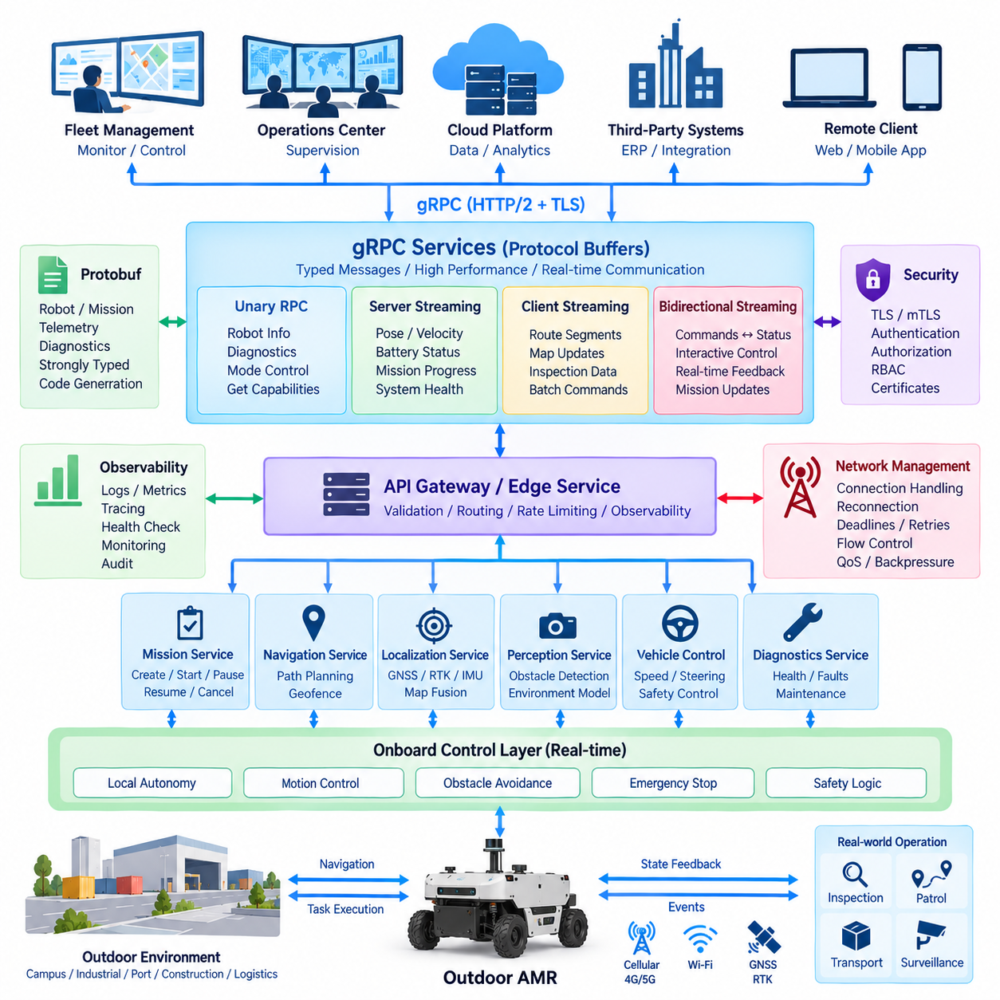 Fleet Management
Monitor / Control
Operations Center
Supervision
Cloud Platform
Data / Analytics
Third-Party Systems
ERP / Integration
Remote Client
Web / Mobile App
gRPC (HTTP/2 + TLS)
gRPC Services (Protocol Buffers)
Typed Messages / High Performance / Real-time Communication
Protobuf
Robot / Mission
Telemetry
Diagnostics
Strongly Typed
Code Generration
Unary RPC
Robot Info
Diagnostics
Mode Control
Get Capabilities
Server Streaming
Pose / Velocity
Battery Status
Mission Progress
System Health
Client Streaming
Route Segments
Map Updates
Inspection Data
Batch Commands
Bidirectional Streaming
Commands ↔ Status
Interactive Control
Real-time Feedback
Mission Updates
Security
TLS / mTLS
Authentication
Authorization
RBAC
Certificates
Observability
Logs / Metrics
Tracing
Health Check
Monitoring
Audit
API Gateway / Edge Service
Validation / Routing / Rate Limiting / Observability
Network Management
Connection Handling
Reconnection
Deadlines / Retries
Flow Control
QoS / Backpressure
Mission Service
Create / Start / Pause
Resume / Cancel
Navigation Service
Path Planning
Geofence
Localization Service
GNSS / RTK / IMU
Map Fusion
Perception Service
Obstacle Detection
Environment Model
Vehicle Control
Speed / Steering
Safety Control
Diagnostics Service
Health / Faults
Maintenance
Onboard Control Layer (Real-time)
Local Autonomy
Motion Control
Obstacle Avoidance
Emergency Stop
Safety Logic
Outdoor Environment
Campus / Industrial / Port / Construction / Logistics
Navigation
Task Execution
Outdoor AMR
State Feedback
Events
Cellular
4G/5G
Wi-Fi
GNSS
RTK
Real-world Operation
Inspection
Patrol
Transport
Surveillance